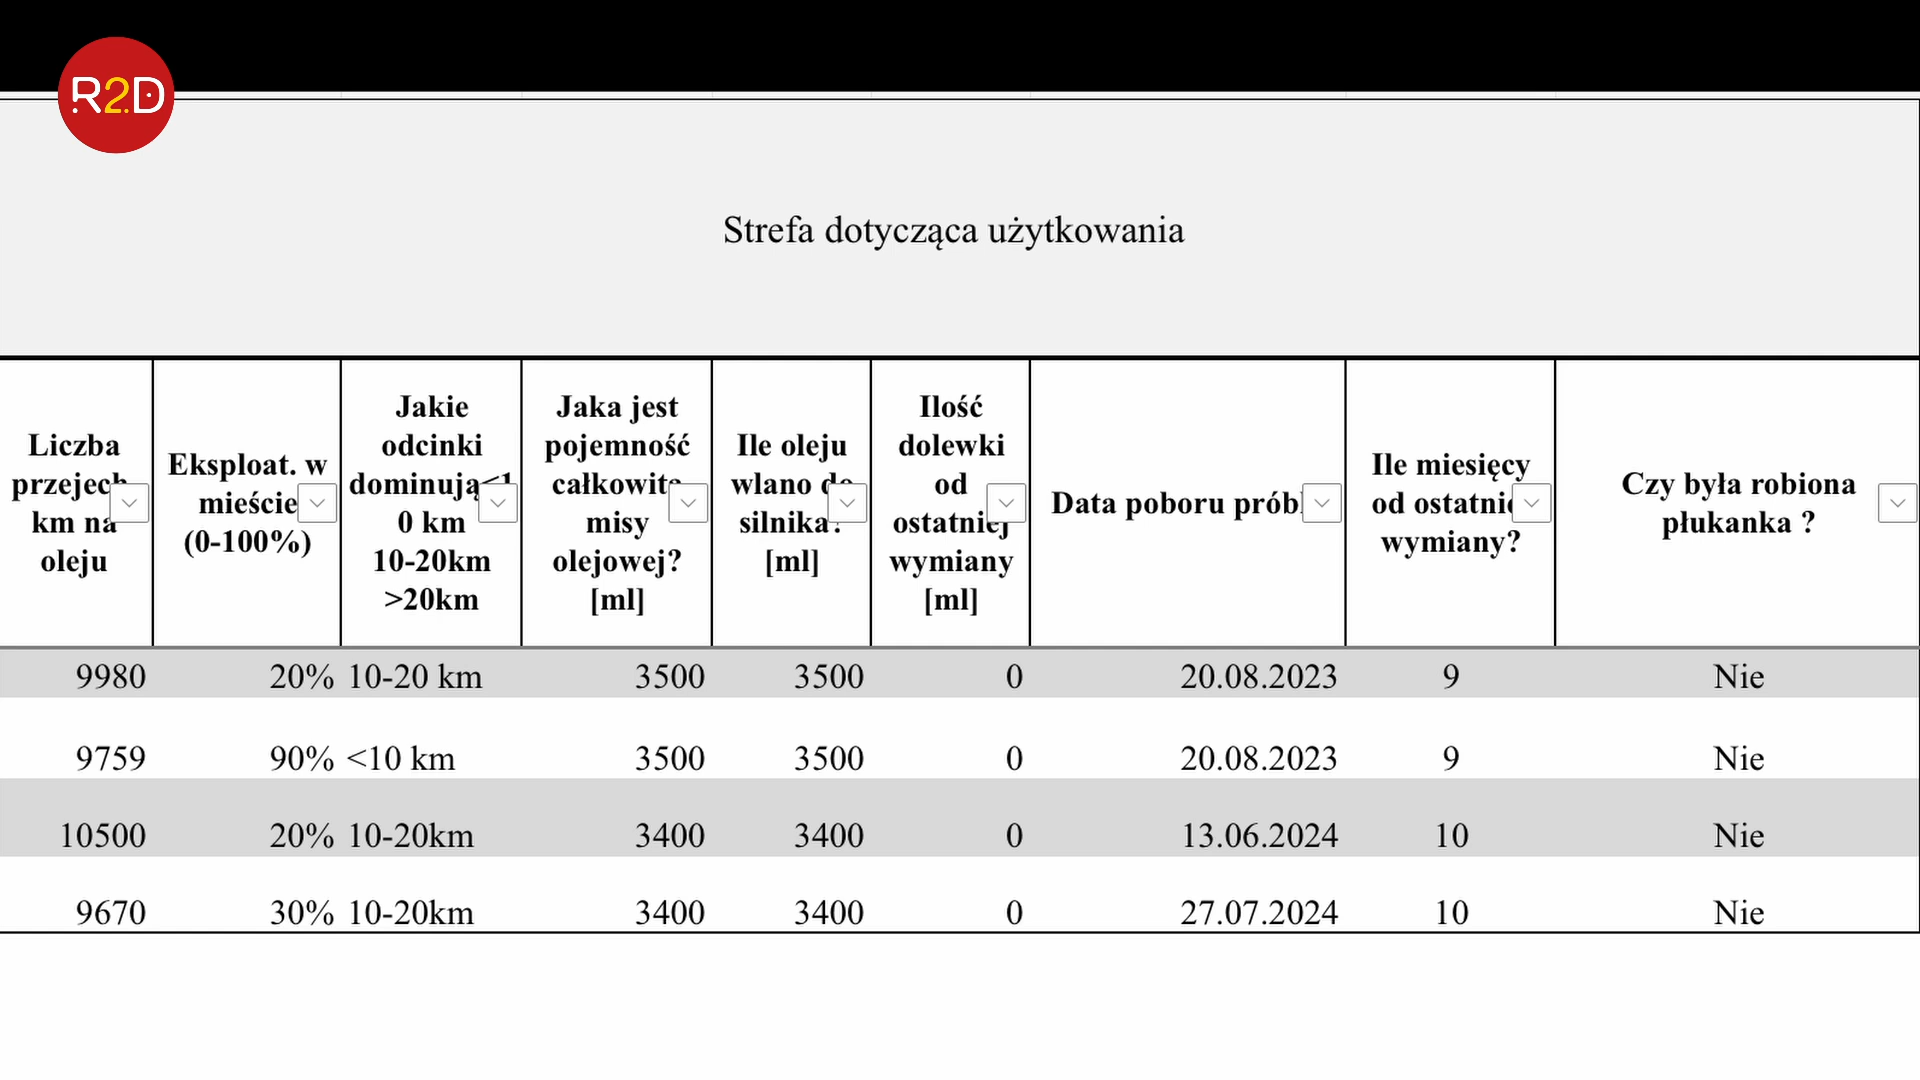 R2D
Strefa dotycząca użytkowania
Liczba
km na
oleju
Eksploat. w
mieście
(0-100%)
Jakie
odcinki
dominują<1
0 km
10-20km
>20km
Jaka jest
pojemność
misy
olejowej?
[ml]
Ile oleju
wlano
silnika?
[ml]
Ilość
dolewki
od
ostatniej
wymiany
[ml]
Data poboru
Ile miesięcy
od
wymiany?
Czy była robiona
płukanka ?
9980 20% 10-20 km 3500 3500 0 20.08.2023 9 Nie
9759 90% <10 km 3500 3500 0 20.08.2023 9 Nie
10500 20% 10-20km 3400 3400 0 13.06.2024 10 Nie
9670 30% 10-20km 3400 3400 0 27.07.2024 10 Nie